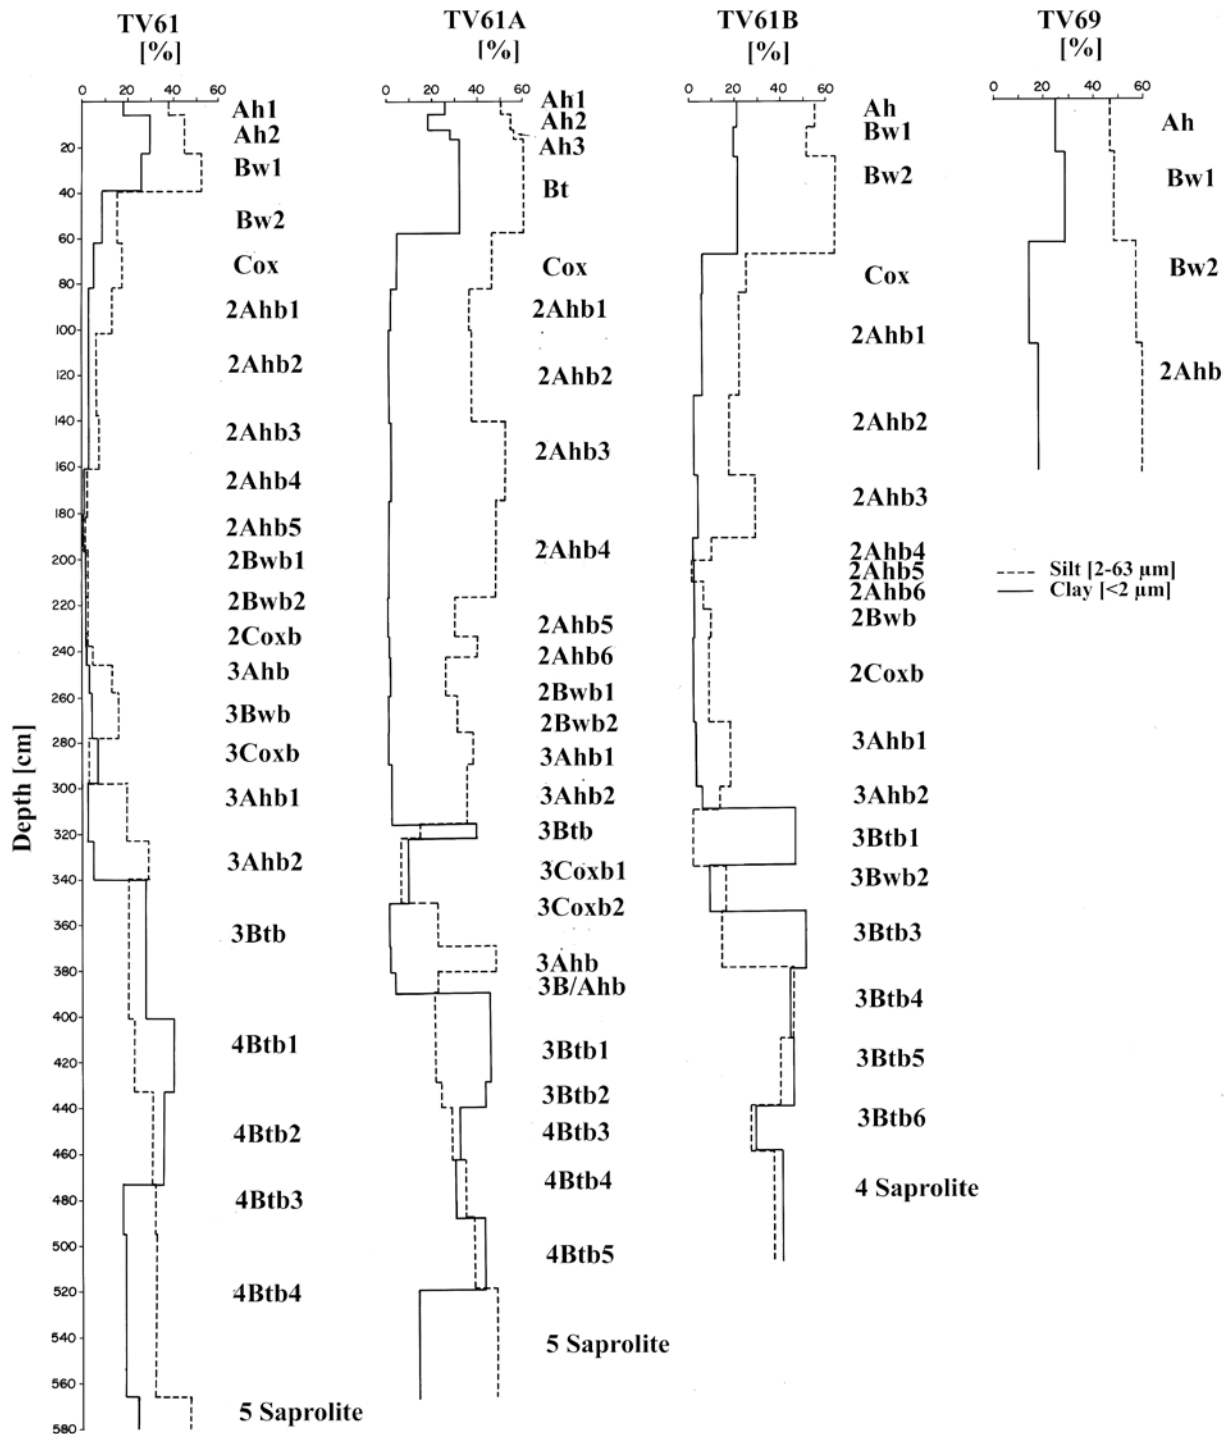 TV61
[%]
0 20 40 60
Ah1
Ah2
Bw1
Bw2
Cox
2Ahb1
2Ahb2
2Ahb3
2Ahb4
2Ahb5
2Bwb1
2Bwb2
2Coxb
3Ahb
3Bwb
3Coxb
3Ahb1
3Ahb2
3Btb
4Btb1
4Btb2
4Btb3
4Btb4
5 Saprolite
Depth [cm]
20
40
60
80
100
120
140
160
180
200
220
240
260
280
300
320
340
360
380
400
420
440
460
480
500
520
540
560
580
TV61A
[%]
0 20 40 60
Ah1
Ah2
Ah3
Bt
Cox
2Ahb1
2Ahb2
2Ahb3
2Ahb4
2Ahb5
2Ahb6
2Bwb1
2Bwb2
3Ahb1
3Ahb2
3Btb
3Coxb1
3Coxb2
3Ahb
3B/Ahb
3Btb1
3Btb2
4Btb3
4Btb4
4Btb5
5 Saprolite
TV61B
[%]
0 20 40 60
Ah
Bw1
Bw2
Cox
2Ahb1
2Ahb2
2Ahb3
2Ahb4
2Ahb5
2Ahb6
2Bwb
2Coxb
3Ahb1
3Ahb2
3Btb1
3Bwb2
3Btb3
3Btb4
3Btb5
3Btb6
4 Saprolite
TV69
[%]
0 20 40 60
Ah
Bw1
Bw2
2Ahb
Silt [2-63 µm]
Clay [<2 µm]